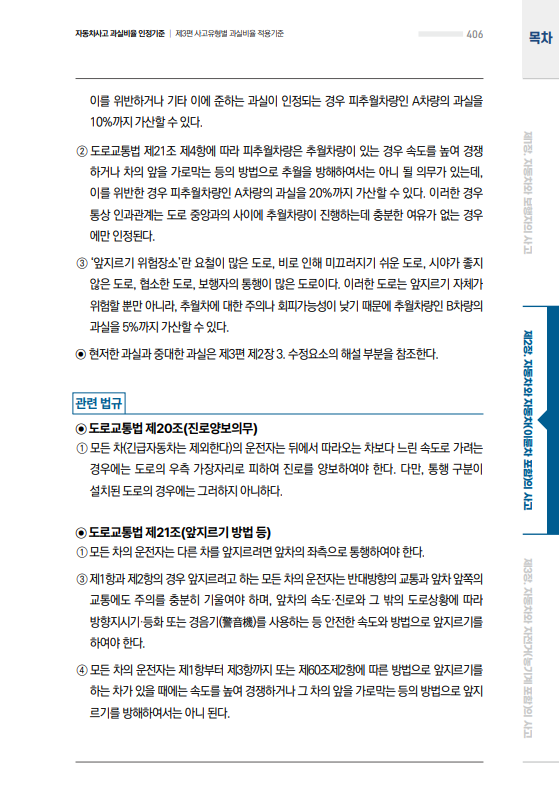 자동차사고 과실비율 인정기준 | 제3편 사고유형별 과실비율 적용기준
406
목차
이를 위반하거나 기타 이에 준하는 과실이 인정되는 경우 피추월차량인 A차량의 과실을
10%까지 가산할 수 있다.
② 도로교통법 제21조 제4항에 따라 피추월차량은 추월차량이 있는 경우 속도를 높여 경쟁
하거나 차의 앞을 가로막는 등의 방법으로 추월을 방해하여서는 아니 될 의무가 있는데,
이를 위반한 경우 피추월차량인 A차량의 과실을 20%까지 가산할 수 있다. 이러한 경우
통상 인과관계는 도로 중앙과의 사이에 추월차량이 진행하는데 충분한 여유가 없는 경우
에만 인정된다.
③ ‘앞지르기 위험장소’란 요철이 많은 도로, 비로 인해 미끄러지기 쉬운 도로, 시야가 좋지
않은 도로, 협소한 도로, 보행자의 통행이 많은 도로이다. 이러한 도로는 앞지르기 자체가
위험할 뿐만 아니라, 추월차에 대한 주의나 회피가능성이 낮기 때문에 추월차량인 B차량의
과실을 5%까지 가산할 수 있다.
◉ 현저한 과실과 중대한 과실은 제3편 제2장 3. 수정요소의 해설 부분을 참조한다.
관련 법규
◉ 도로교통법 제20조(진로양보의무)
① 모든 차(긴급자동차는 제외한다)의 운전자는 뒤에서 따라오는 차보다 느린 속도로 가려는
경우에는 도로의 우측 가장자리로 피하여 진로를 양보하여야 한다. 다만, 통행 구분이
설치된 도로의 경우에는 그러하지 아니하다.
◉ 도로교통법 제21조(앞지르기 방법 등)
① 모든 차의 운전자는 다른 차를 앞지르려면 앞차의 좌측으로 통행하여야 한다.
③ 제1항과 제2항의 경우 앞지르려고 하는 모든 차의 운전자는 반대방향의 교통과 앞차 앞쪽의
교통에도 주의를 충분히 기울여야 하며, 앞차의 속도·진로와 그 밖의 도로상황에 따라
방향지시기·등화 또는 경음기(警音機)를 사용하는 등 안전한 속도와 방법으로 앞지르기를
하여야 한다.
④ 모든 차의 운전자는 제1항부터 제3항까지 또는 제60조제2항에 따른 방법으로 앞지르기를
하는 차가 있을 때에는 속도를 높여 경쟁하거나 그 차의 앞을 가로막는 등의 방법으로 앞지
르기를 방해하여서는 아니 된다.
제1장. 자동차와 보행자의 사고
제2장. 자동차와 자동차(이륜차 포함)의 사고
제3장. 자동차와 자전거(농기계 포함)의 사고